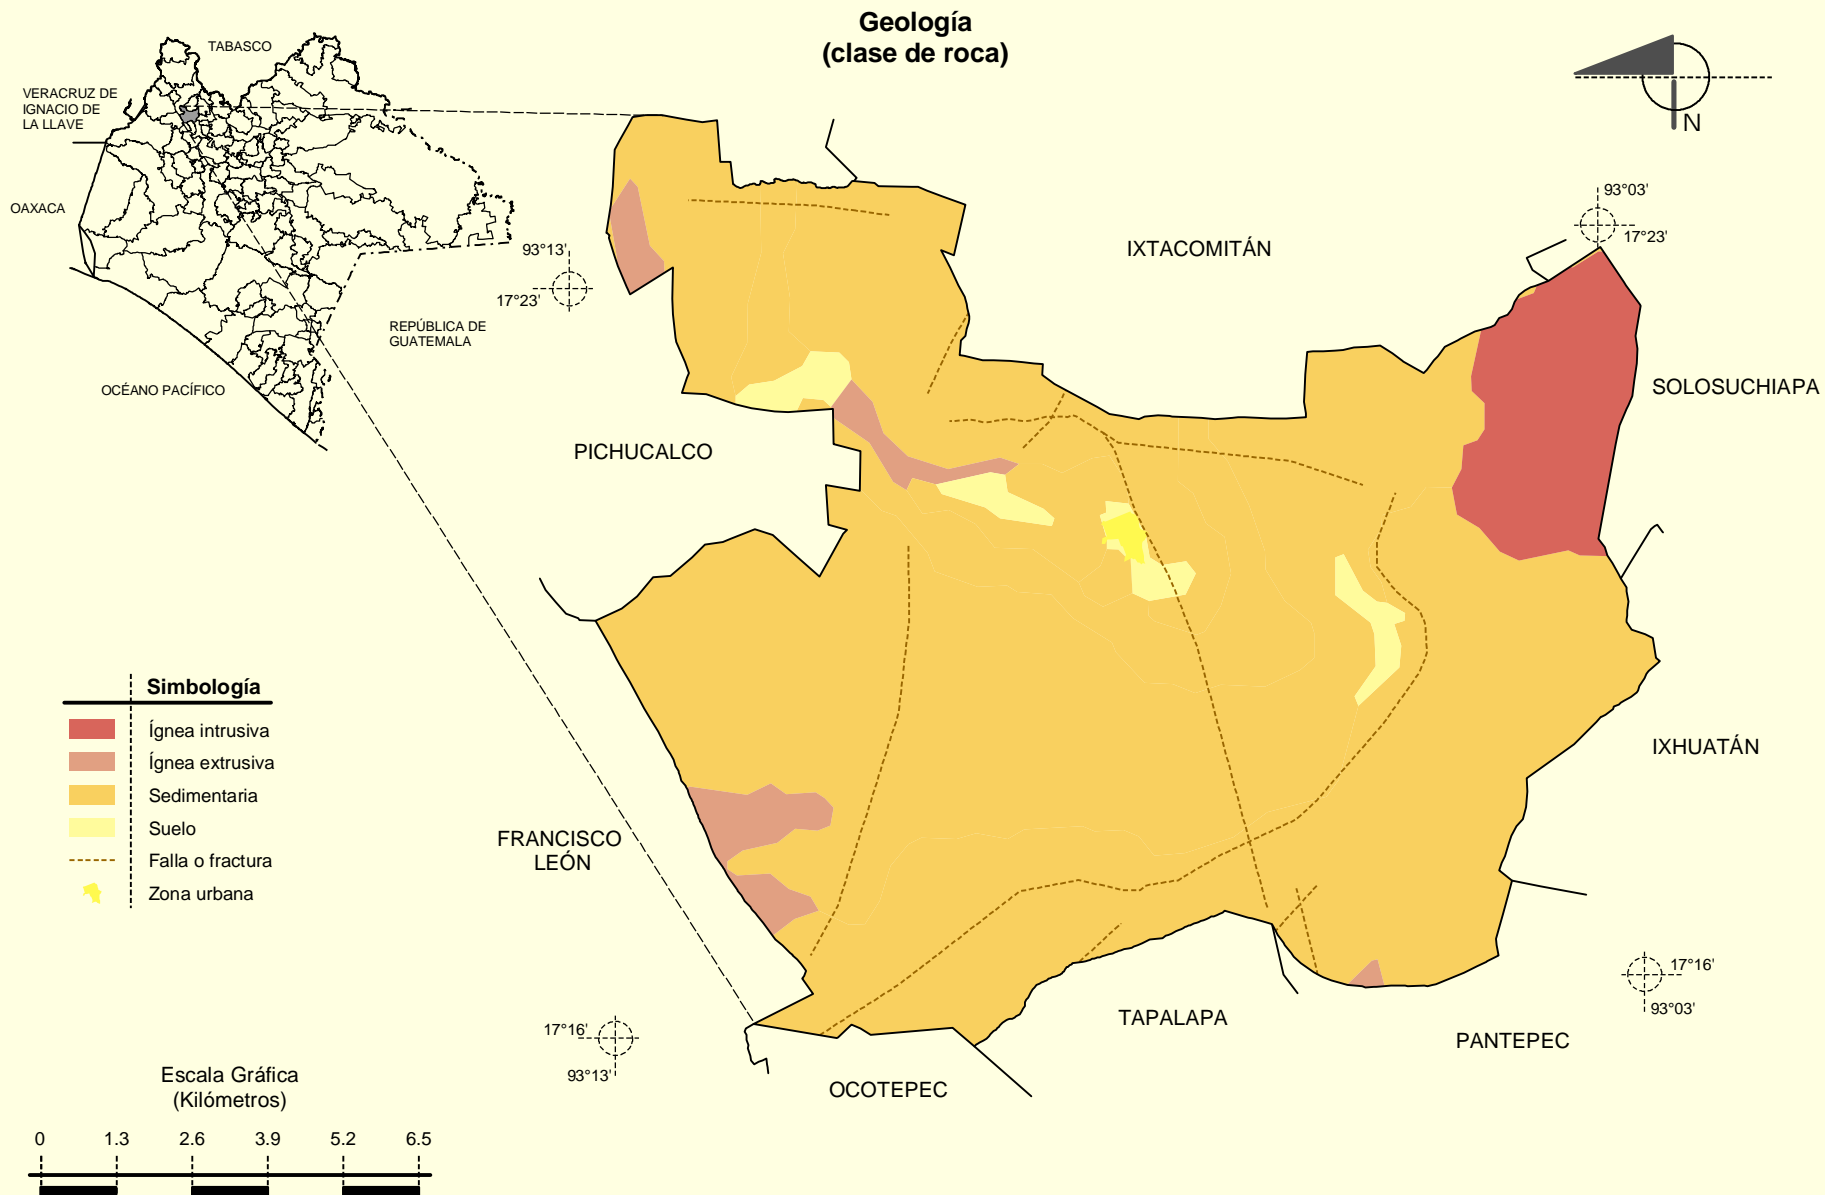 Geología
(clase de roca)
TABASCO
VERACRUZ DE
IGNACIO DE
LA LLAVE
OAXACA
REPÚBLICA DE
GUATEMALA
OCÉANO PACÍFICO
N
93°03'
17°23'
93°13'
17°23'
IXTACOMITÁN
SOLOSUCHIAPA
PICHUCALCO
IXHUATÁN
FRANCISCO
LEÓN
TAPALAPA
PANTEPEC
OCOTEPEC
17°16'
93°03'
17°16'
93°13'
Simbología
Ígnea intrusiva
Ígnea extrusiva
Sedimentaria
Suelo
Falla o fractura
Zona urbana
Escala Gráfica
(Kilómetros)
0 1.3 2.6 3.9 5.2 6.5